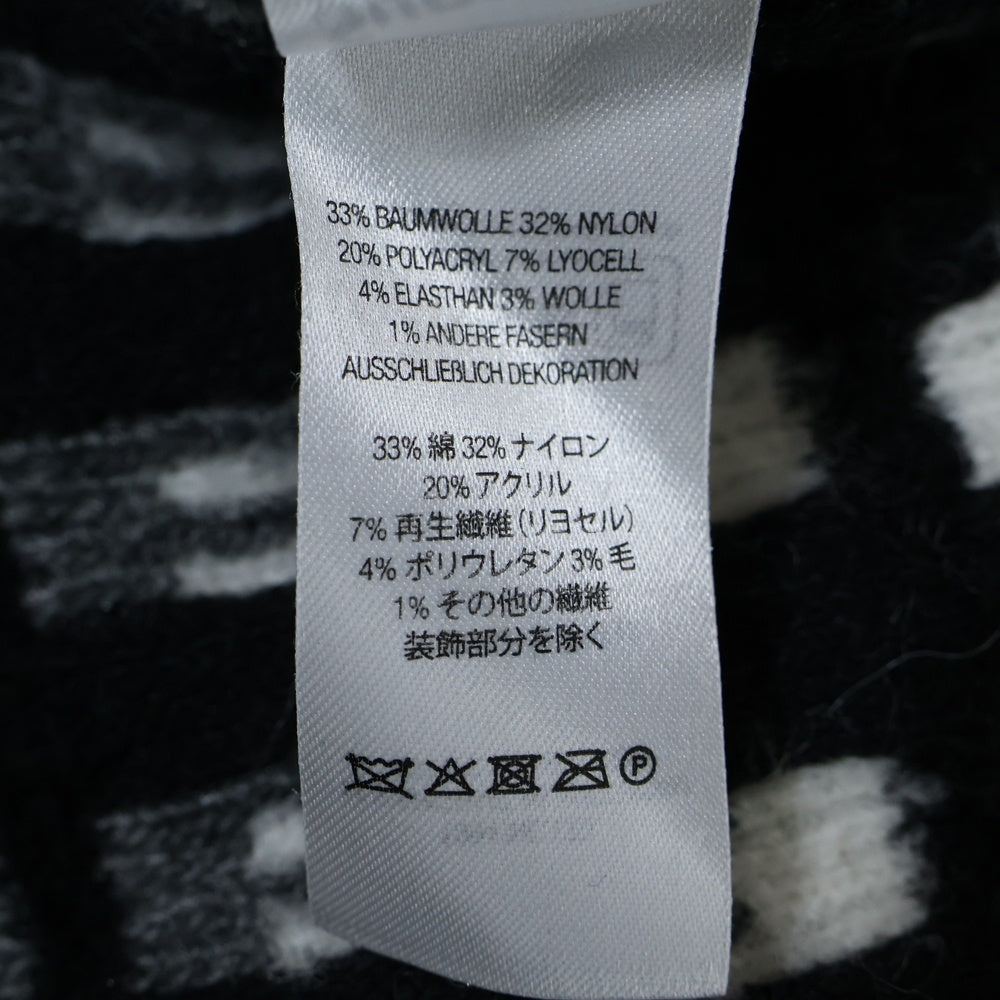 33% BAUMWOLLE 32% NYLON
20% POLYACRYL 7% LYOCELL
4% ELASTHAN 3% WOLLE
1% ANDERE FASERN
AUSSCHLIEßLICH DEKORATION
33% 綿 32% ナイロン
20% アクリル
7% 再生繊維(リヨセル)
4% ポリウレタン 3% 毛
1% その他の繊維
装飾部分を除く
P